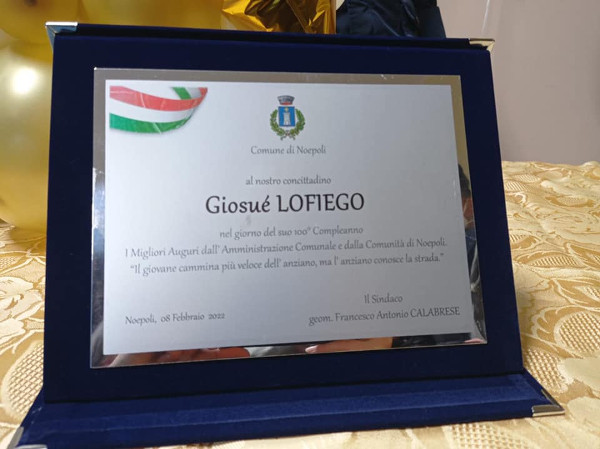 Comune di Noepoli
al nostro concittadino
Giosué LOFIEGO
nel giorno del suo 100° Compleanno
I Migliori Auguri dall' Amministrazione Comunale e dalla Comunità di Noepoli.
"Il giovane cammina più veloce dell' anziano, ma l' anziano conosce la strada."
Il Sindaco
Noepoli, 08 Febbraio 2022
geom. Francesco Antonio CALABRESE